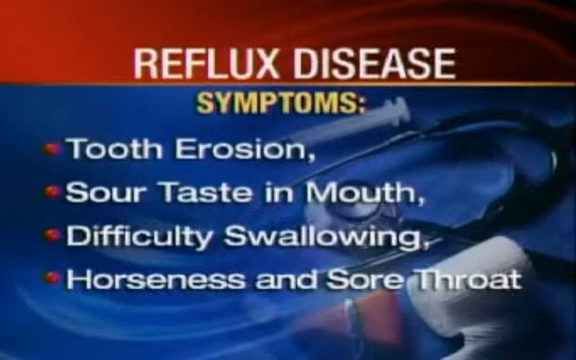 REFLUX DISEASE
SYMPTOMS:
Tooth Erosion,
Sour Taste in Mouth,
Difficulty Swallowing,
Horseness and Sore Throat